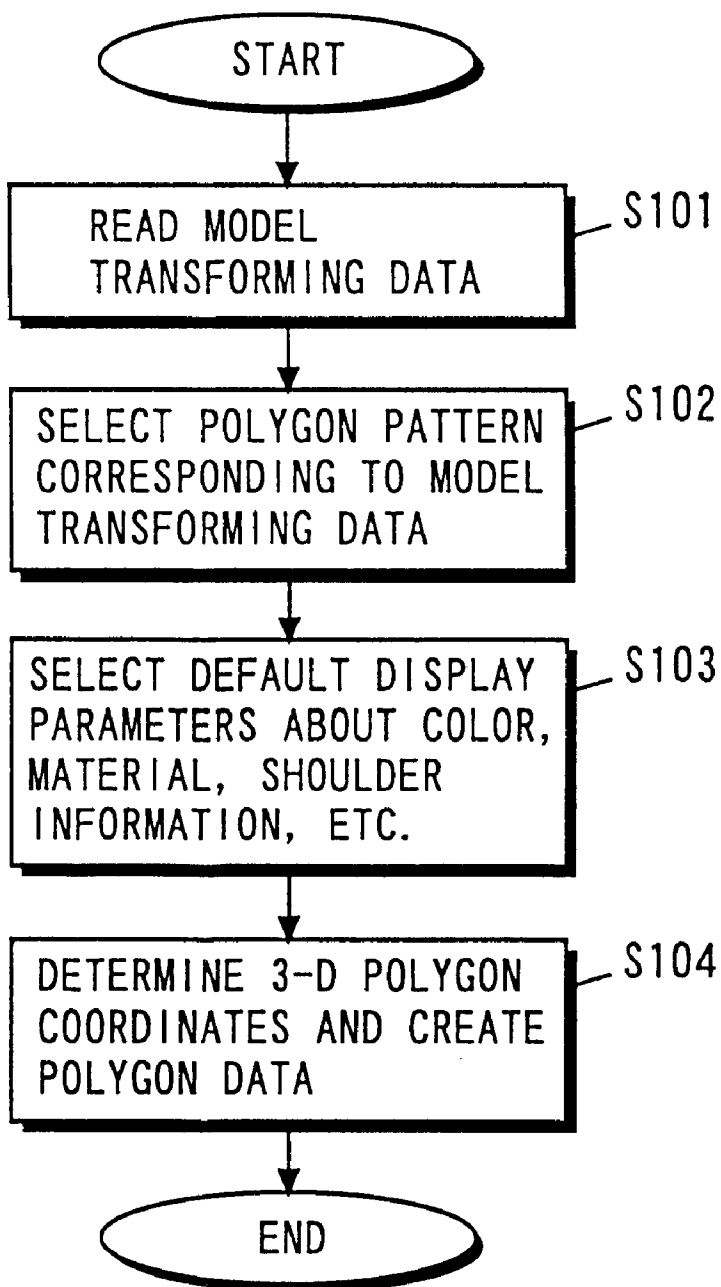 START
READ MODEL
TRANSFORMING DATA
S101
SELECT POLYGON PATTERN
CORRESPONDING TO MODEL
TRANSFORMING DATA
S102
SELECT DEFAULT DISPLAY
PARAMETERS ABOUT COLOR,
MATERIAL, SHOULDER
INFORMATION, ETC.
S103
DETERMINE 3-D POLYGON
COORDINATES AND CREATE
POLYGON DATA
S104
END